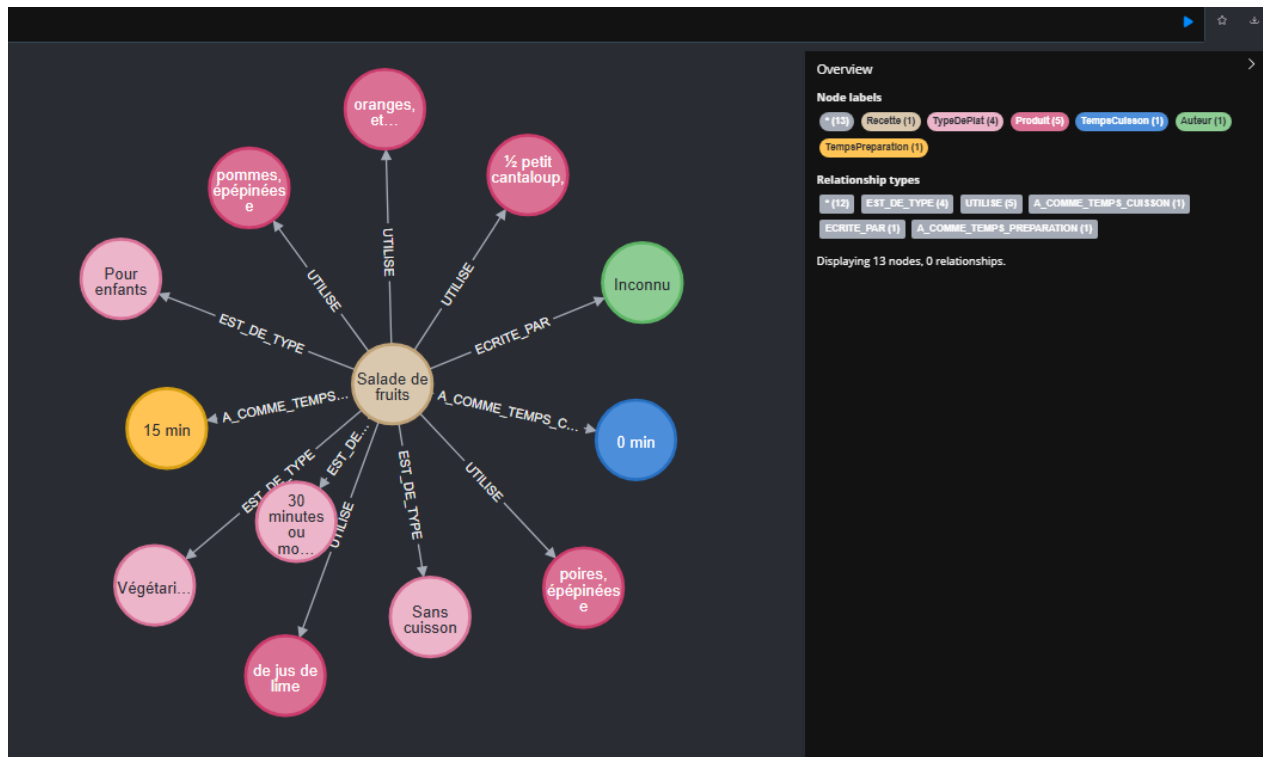 Overview
Node labels
* (13) Recette (1) TypeDePlat (4) Produit (5) TempsCuisson (1) Auteur (1)
TempsPreparation (1)
Relationship types
* (12) EST_DE_TYPE (4) UTILISE (5) A_COMME_TEMPS_CUISSON (1)
ECRITE_PAR (1) A_COMME_TEMPS_PREPARATION (1)
Displaying 13 nodes, 0 relationships.
oranges,
et...
½ petit
cantaloup,
pommes,
épépinées
e
UTILISE
UTILISE
UTILISE
Pour
enfants
Inconnu
EST_DE_TYPE
ECRITE_PAR
Salade de
fruits
15 min
A_COMME_TEMPS...
A_COMME_TEMPS_C...
0 min
EST_DE_TYPE
EST_DE...
EST_DE_TYPE
UTILISE
30
minutes
ou
mo...
UTILISE
Végétari...
Sans
cuisson
poires,
épépinées
e
de jus de
lime